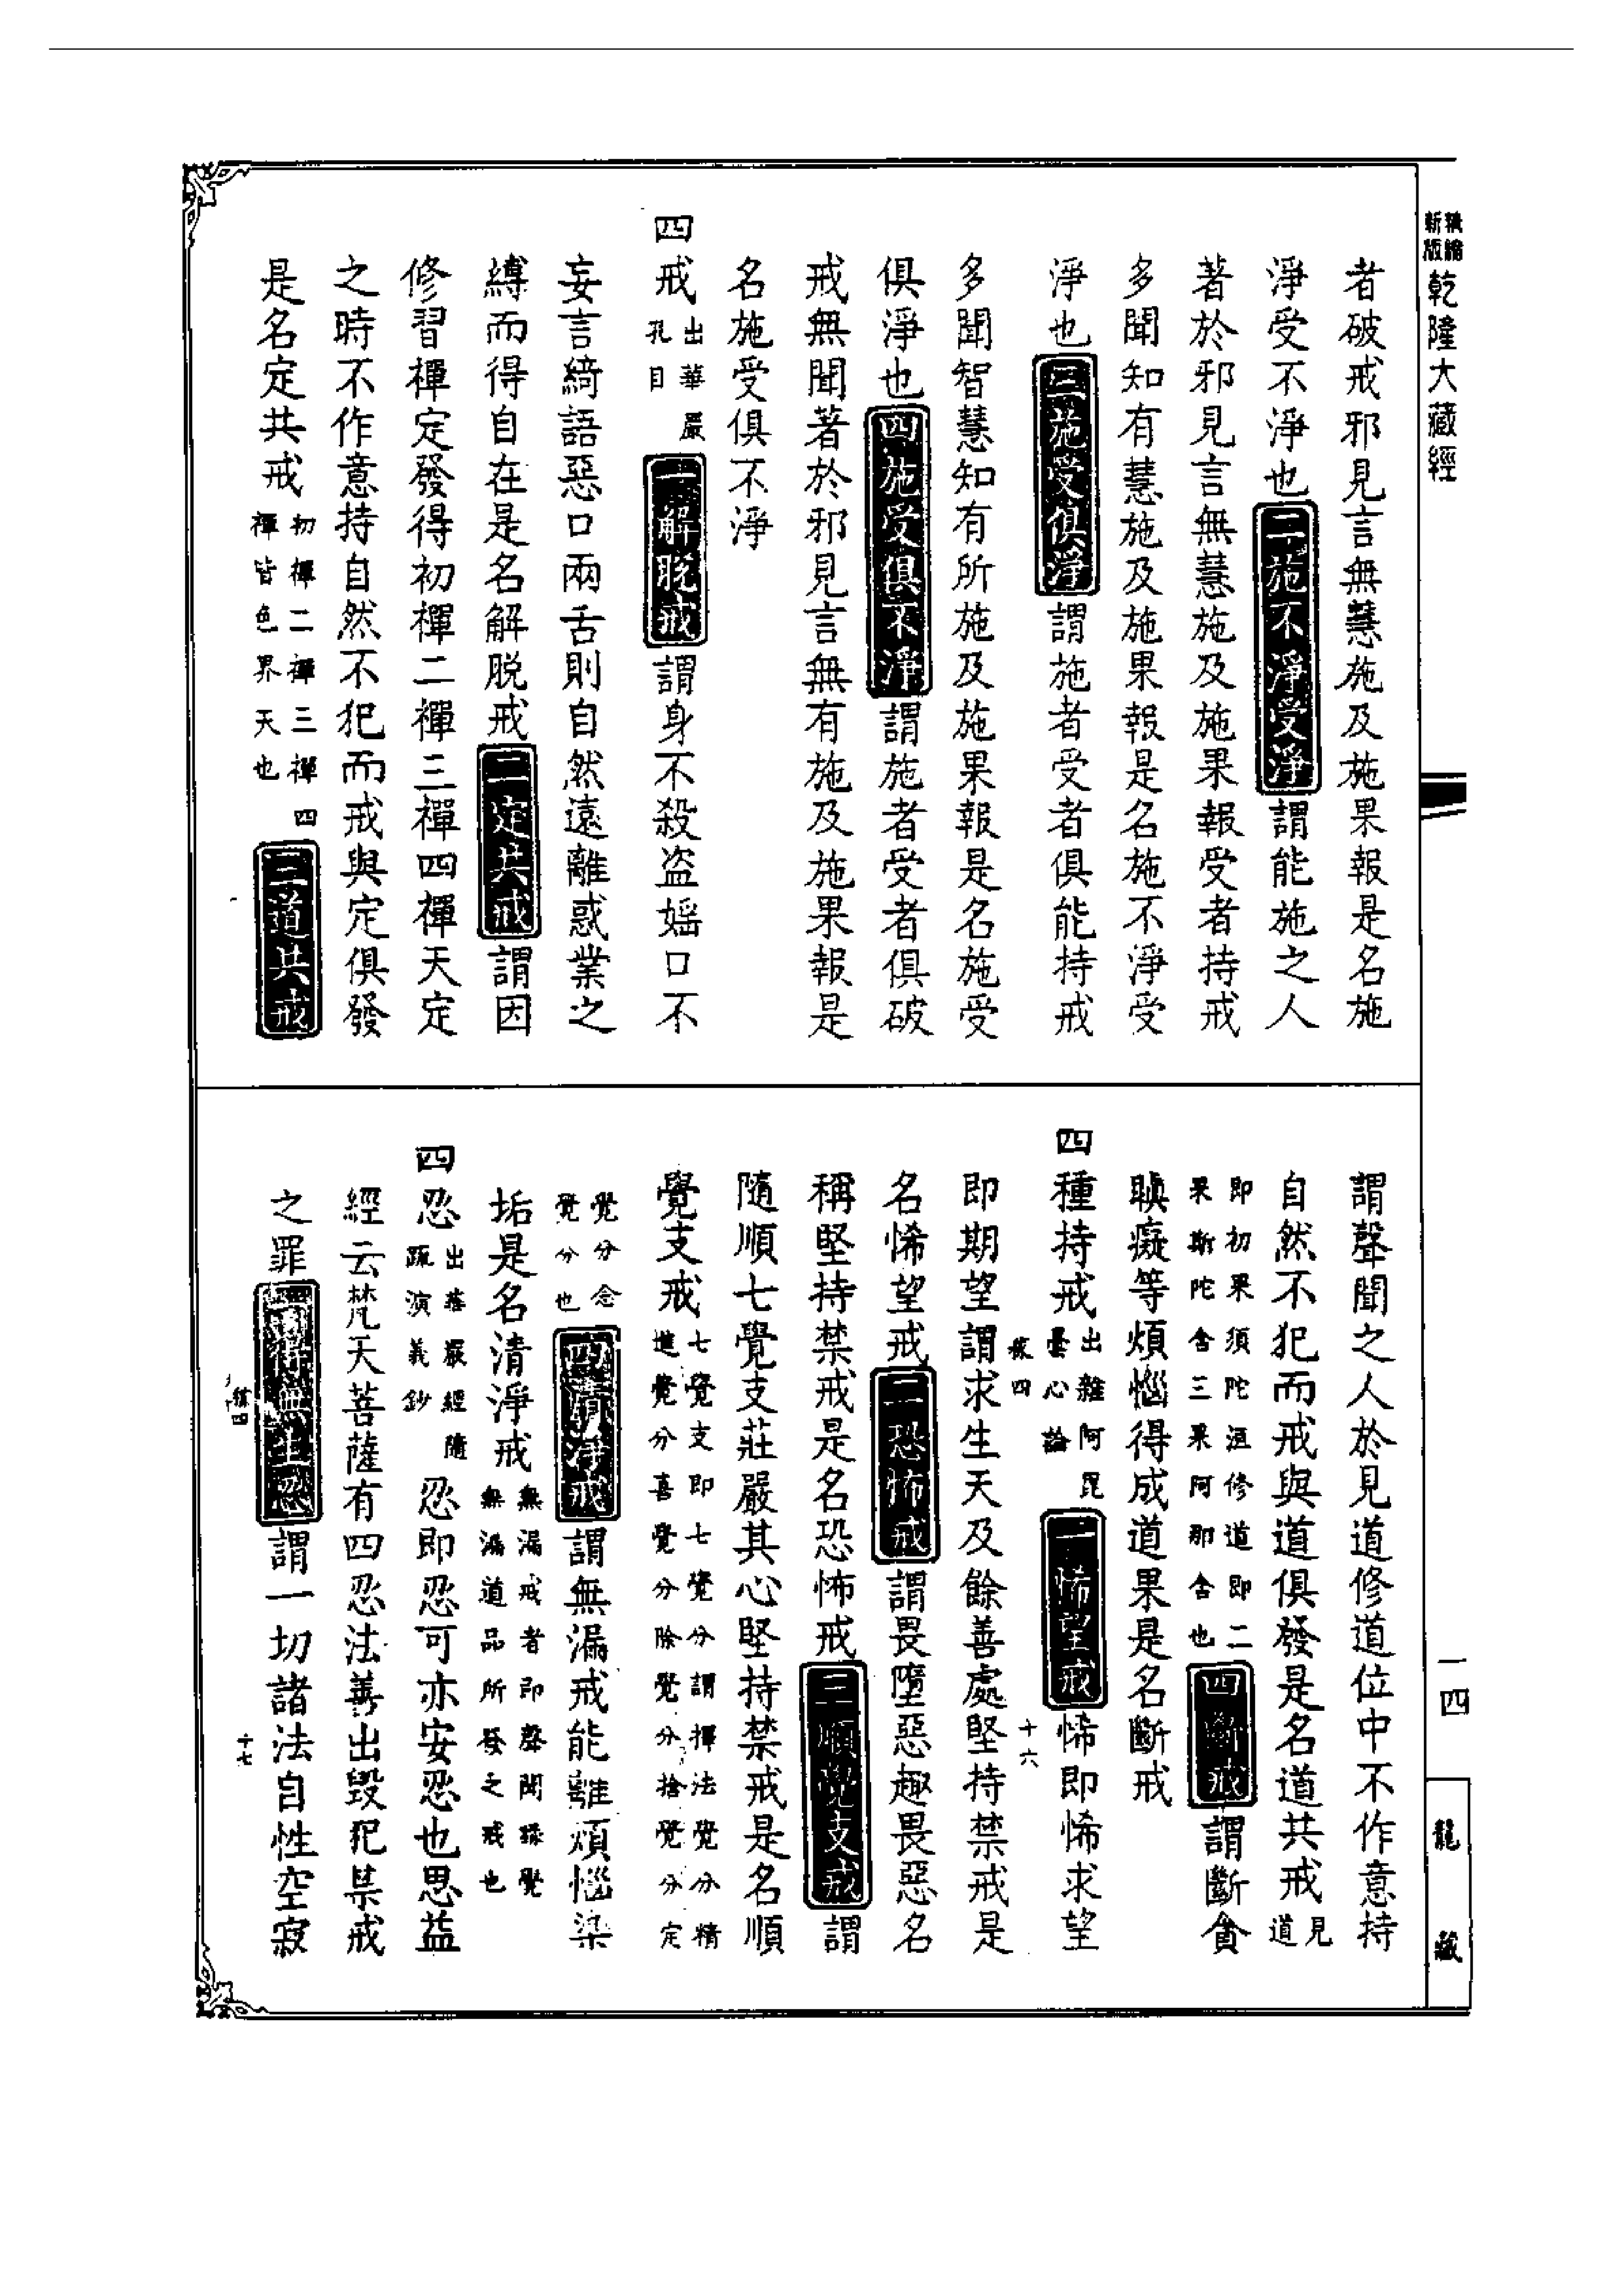 精縮新版
乾隆大藏經
者破戒邪見言無慧施及施果報是名施
淨受不淨也二施不淨受淨謂能施之人
著於邪見言無慧施及施果報受者持戒
多聞知有慧施及施果報是名施不淨受
淨也三施受俱淨謂施者受者俱能持戒
多聞智慧知有所施及施果報是名施受
俱淨也四施受俱不淨謂施者受者俱破
戒無聞著於邪見言無有施及施果報是
名施受俱不淨
四戒出華嚴孔目一解脫戒謂身不殺盜婬口不
妄言綺語惡口兩舌則自然遠離惑業之
縛而得自在是名解脫戒二定共戒謂因
修習禪定發得初禪二禪三禪四禪天定
之時不作意持自然不犯而戒與定俱發
是名定共戒初禪二禪三禪四禪皆色界天也三道共戒
謂聲聞之人於見道修道位中不作意持
自然不犯而戒與道俱發是名道共戒見道
即初果須陀洹修道即二果斯陀含三果阿那含也四斷戒謂斷貪
瞋癡等煩惱得成道果是名斷戒
四種持戒出雜阿毘曇心論一悕望戒悕即悕求望
稼四
十六
即期望謂求生天及餘善處堅持禁戒是
名悕望戒二恐怖戒謂畏墮惡趣畏惡名
稱堅持禁戒是名恐怖戒三順覺支戒謂
隨順七覺支莊嚴其心堅持禁戒是名順
覺支戒七覺支即七覺分謂擇法覺分精進覺分喜覺分除覺分捨覺分定
覺分念覺分也四清淨戒謂無漏戒能離煩惱染
垢是名清淨戒無漏戒者即聲聞緣覺無漏道品所發之戒也
四忍出華嚴經隨疏演義鈔忍即忍可亦安忍也思益
經云梵天菩薩有四忍法善出毀犯禁戒
之罪一無生忍謂一切諸法自性空寂
十七
一四
龍藏